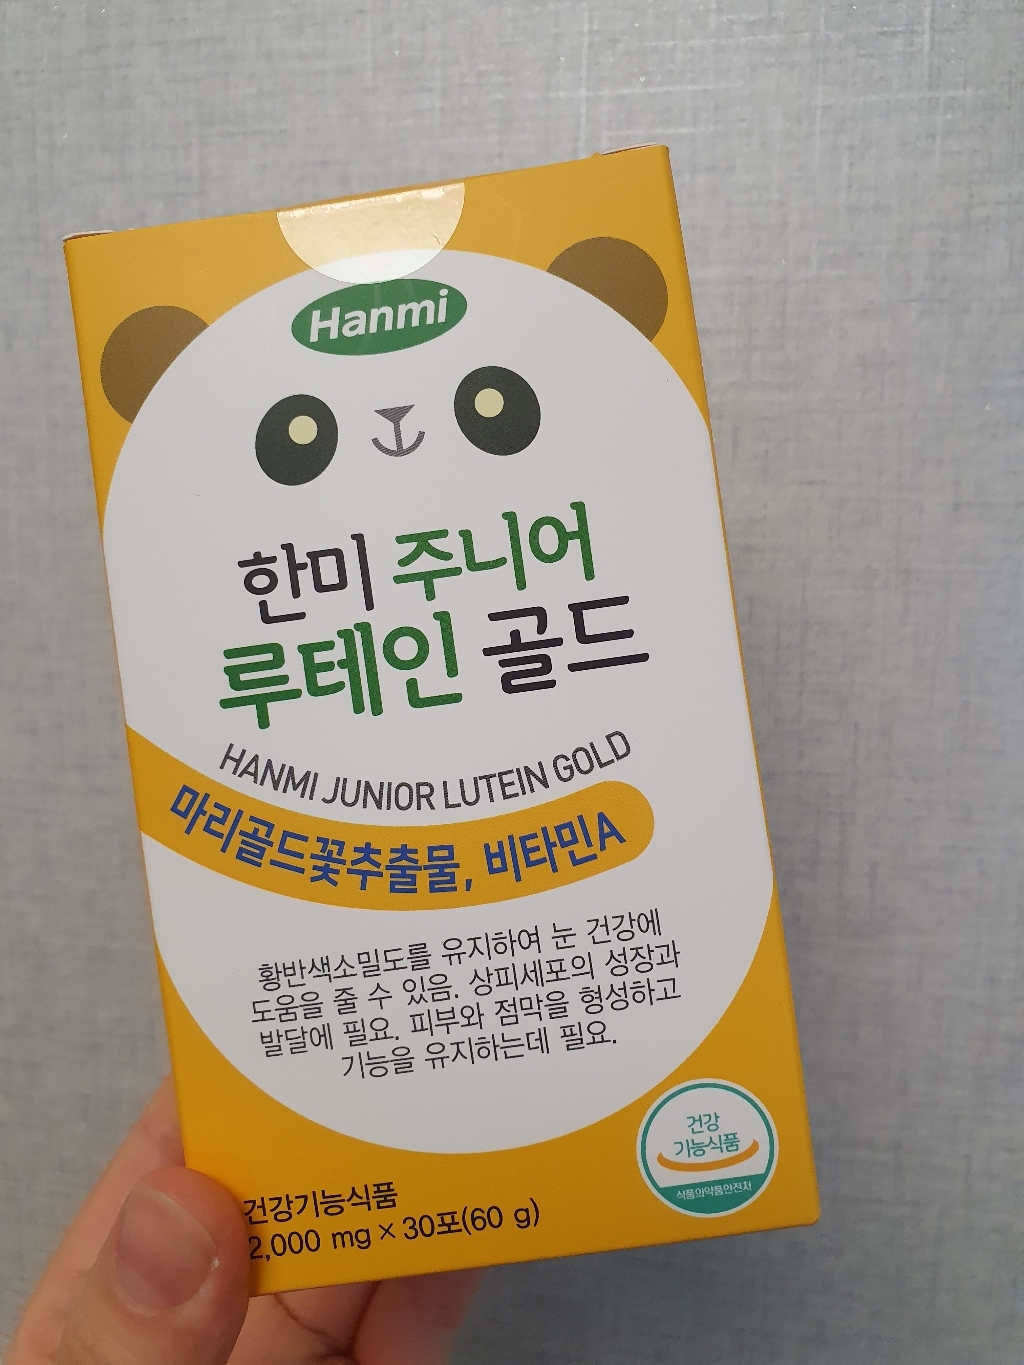 Hanmi
한미 주니어
루테인 골드
HANMI JUNIOR LUTEIN GOLD
마리골드꽃추출물, 비타민A
황반색소밀도를 유지하여 눈 건강에
도움을 줄 수 있음. 상피세포의 성장과
발달에 필요. 피부와 점막을 형성하고
기능을 유지하는데 필요.
건강
기능식품
식품의약품안전처
건강기능식품
2,000 mg × 30포(60 g)